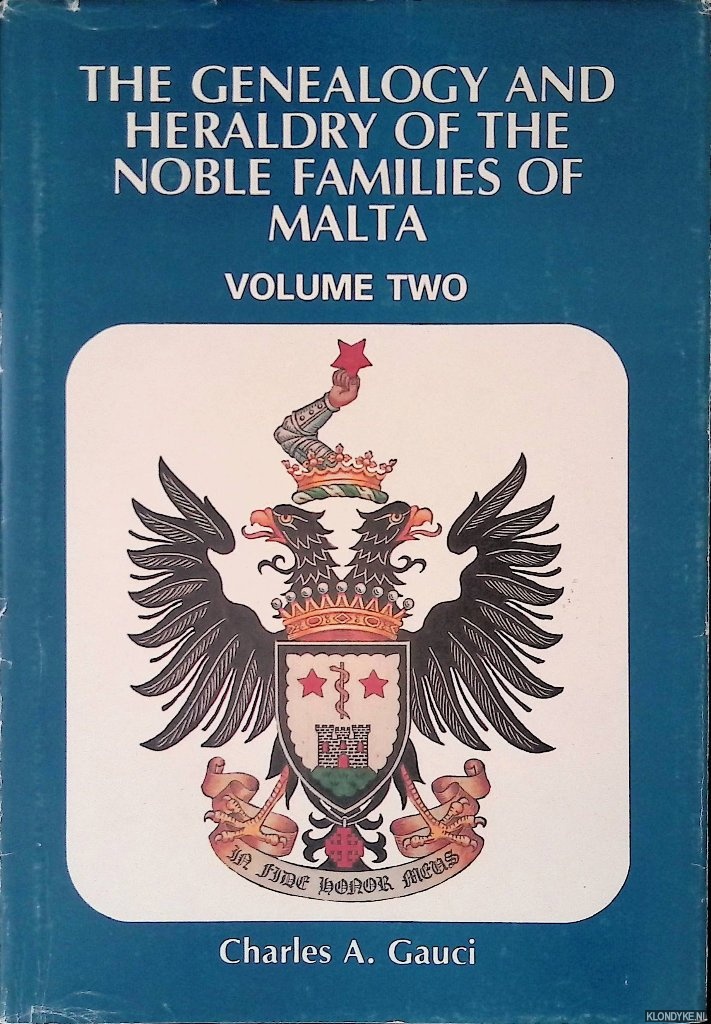 THE GENEALOGY AND
HERALDRY OF THE
NOBLE FAMILIES OF
MALTA
VOLUME TWO
IN FIDE HONOR MEUS
Charles A. Gauci
KLONDYKE.NL